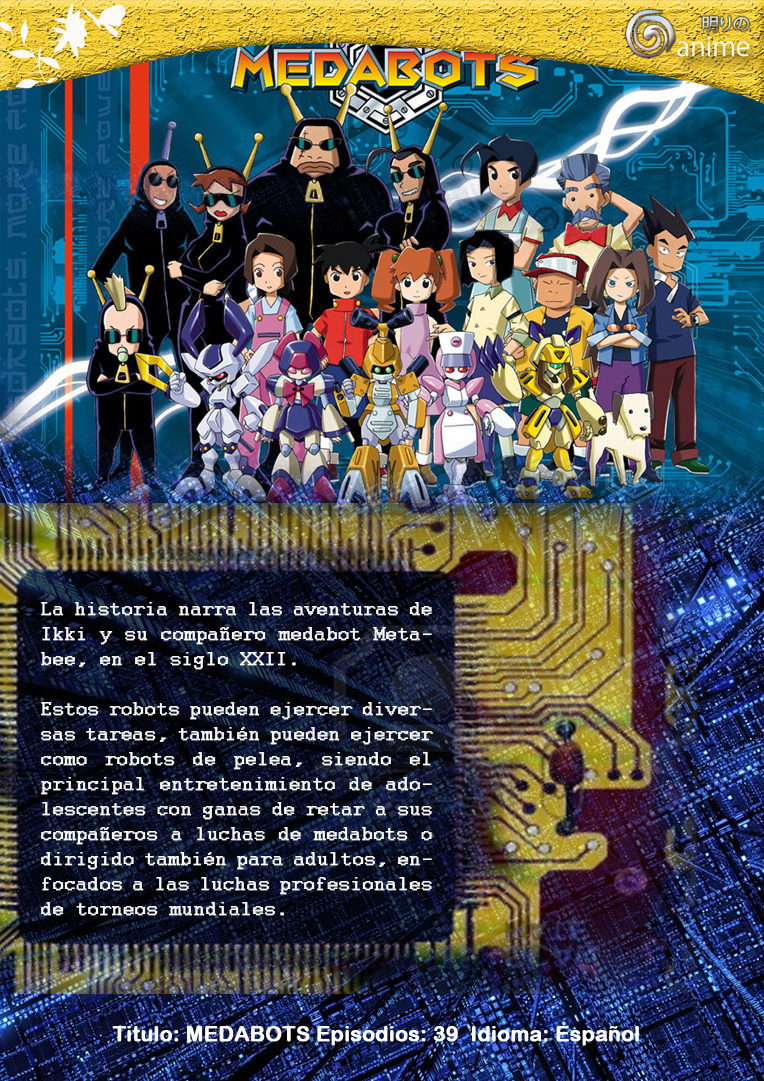 明りの
anime
MEDABOTS
La historia narra las aventuras de
Ikki y su compañero medabot Meta-
bee, en el siglo XXII.
Estos robots pueden ejercer diver-
sas tareas, también pueden ejercer
como robots de pelea, siendo el
principal entretenimiento de ado-
lescentes con ganas de retar a sus
compañeros a luchas de medabots o
dirigido también para adultos, en-
focados a las luchas profesionales
de torneos mundiales.
Titulo: MEDABOTS Episodios: 39 Idioma: Español